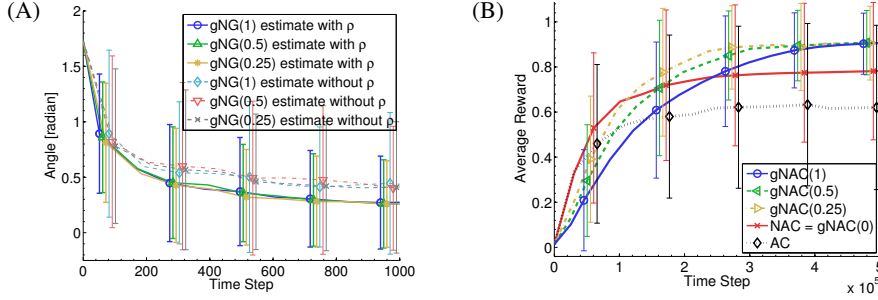 (A)
Angle [radian]
2
1.5
1
0.5
0
0 200 400 600 800 1000
Time Step
gNG(1) estimate with ρ
gNG(0.5) estimate with ρ
gNG(0.25) estimate with ρ
gNG(1) estimate without ρ
gNG(0.5) estimate without ρ
gNG(0.25) estimate without ρ
(B)
Average Reward
1
0.8
0.6
0.4
0.2
0
0 1 2 3 4 5
x 10⁵
Time Step
gNAC(1)
gNAC(0.5)
gNAC(0.25)
NAC = gNAC(0)
AC